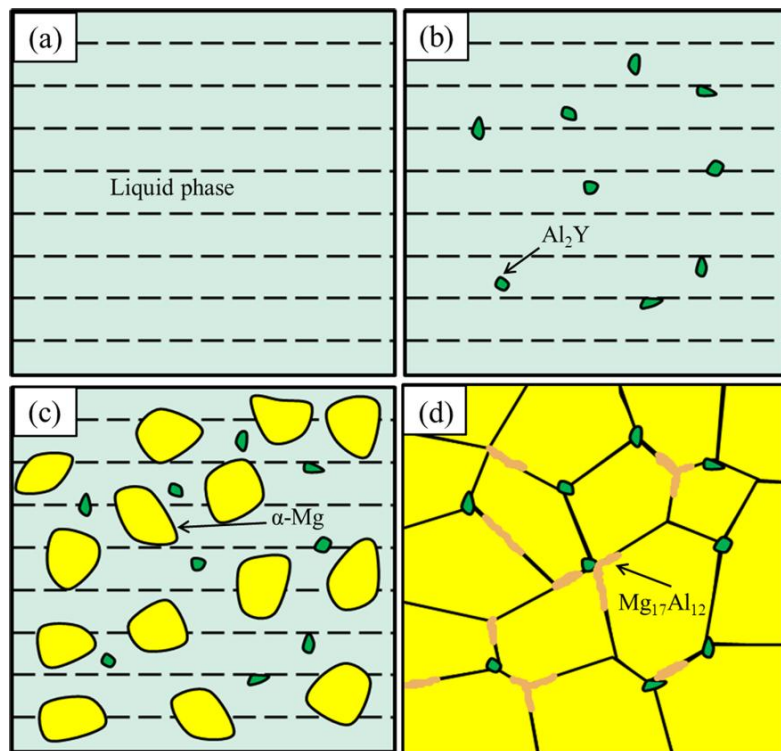 (a)
Liquid phase
(b)
Al₂Y
(c)
α-Mg
(d)
Mg₁₇Al₁₂